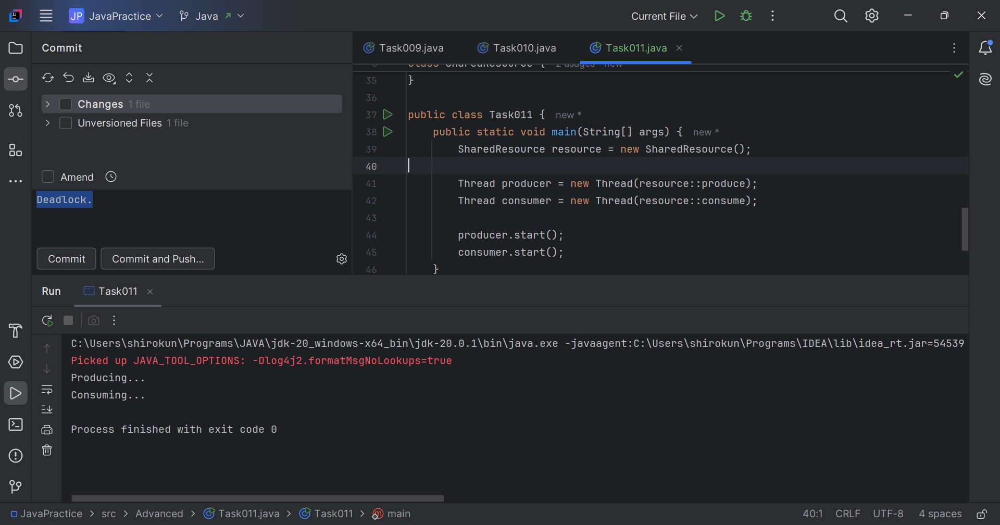 JP JavaPractice Java Current File
Commit
Changes 1 file
Unversioned Files 1 file
Amend
Deadlock.
Commit Commit and Push...
Task009.java Task010.java Task011.java
class SharedResource { 2 usages new *
35 }
36
37 public class Task011 { new *
38 public static void main(String[] args) { new *
39 SharedResource resource = new SharedResource();
40
41 Thread producer = new Thread(resource::produce);
42 Thread consumer = new Thread(resource::consume);
43
44 producer.start();
45 consumer.start();
46 }
Run Task011
C:\Users\shirokun\Programs\JAVA\jdk-20_windows-x64_bin\jdk-20.0.1\bin\java.exe -javaagent:C:\Users\shirokun\Programs\IDEA\lib\idea_rt.jar=54539
Picked up JAVA_TOOL_OPTIONS: -Dlog4j2.formatMsgNoLookups=true
Producing...
Consuming...
Process finished with exit code 0
JavaPractice > src > Advanced > Task011.java > Task011 > main 40:1 CRLF UTF-8 4 spaces